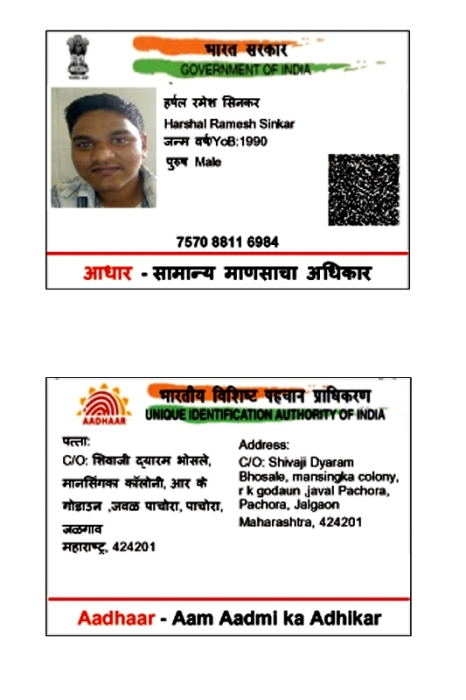 भारत सरकार
GOVERNMENT OF INDIA
हर्षल रमेश सिनकर
Harshal Ramesh Sinkar
जन्म वर्ष/YoB:1990
पुरुष Male
7570 8811 6984
आधार - सामान्य माणसाचा अधिकार
भारतीय विशिष्ट पहचान प्राधिकरण
UNIQUE IDENTIFICATION AUTHORITY OF INDIA
AADHAAR
पत्ता:
C/O: शिवाजी दयारम भोसले,
मानसिंगका कॉलोनी, आर के
गोडाउन ,जवळ पाचोरा, पाचोरा,
जळगाव
महाराष्ट्र, 424201
Address:
C/O: Shivaji Dyaram
Bhosale, mansingka colony,
r k godaun ,javal Pachora,
Pachora, Jalgaon
Maharashtra, 424201
Aadhaar - Aam Aadmi ka Adhikar